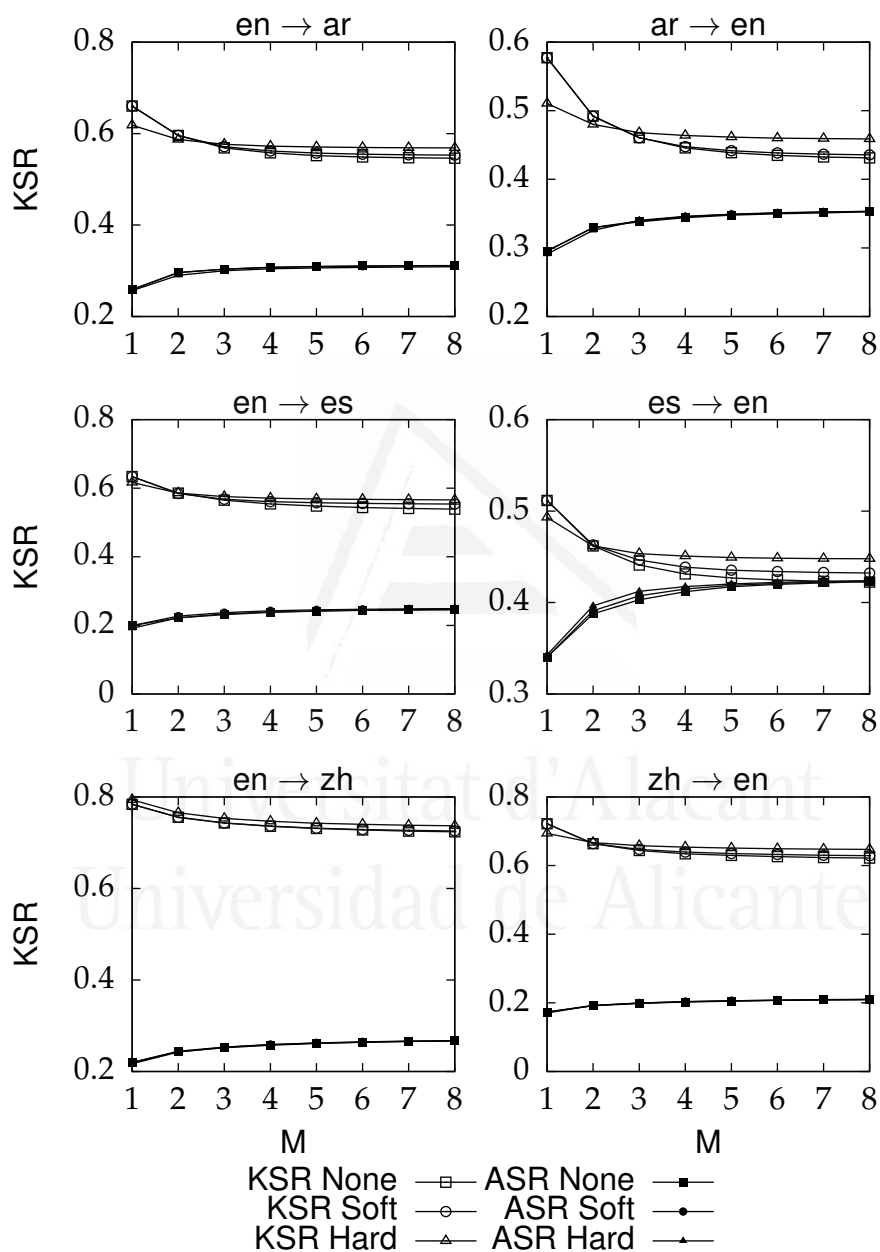 en → ar
ar → en
KSR
0.8
0.6
0.4
0.2
1 2 3 4 5 6 7 8
0.6
0.5
0.4
0.3
0.2
1 2 3 4 5 6 7 8
en → es
es → en
KSR
0.8
0.6
0.4
0.2
0
1 2 3 4 5 6 7 8
0.6
0.5
0.4
0.3
1 2 3 4 5 6 7 8
Universitat d'Alacant
Universidad de Alicante
en → zh
zh → en
KSR
0.8
0.6
0.4
0.2
1 2 3 4 5 6 7 8
M
0.8
0.6
0.4
0.2
0
1 2 3 4 5 6 7 8
M
KSR None ASR None
KSR Soft ASR Soft
KSR Hard ASR Hard